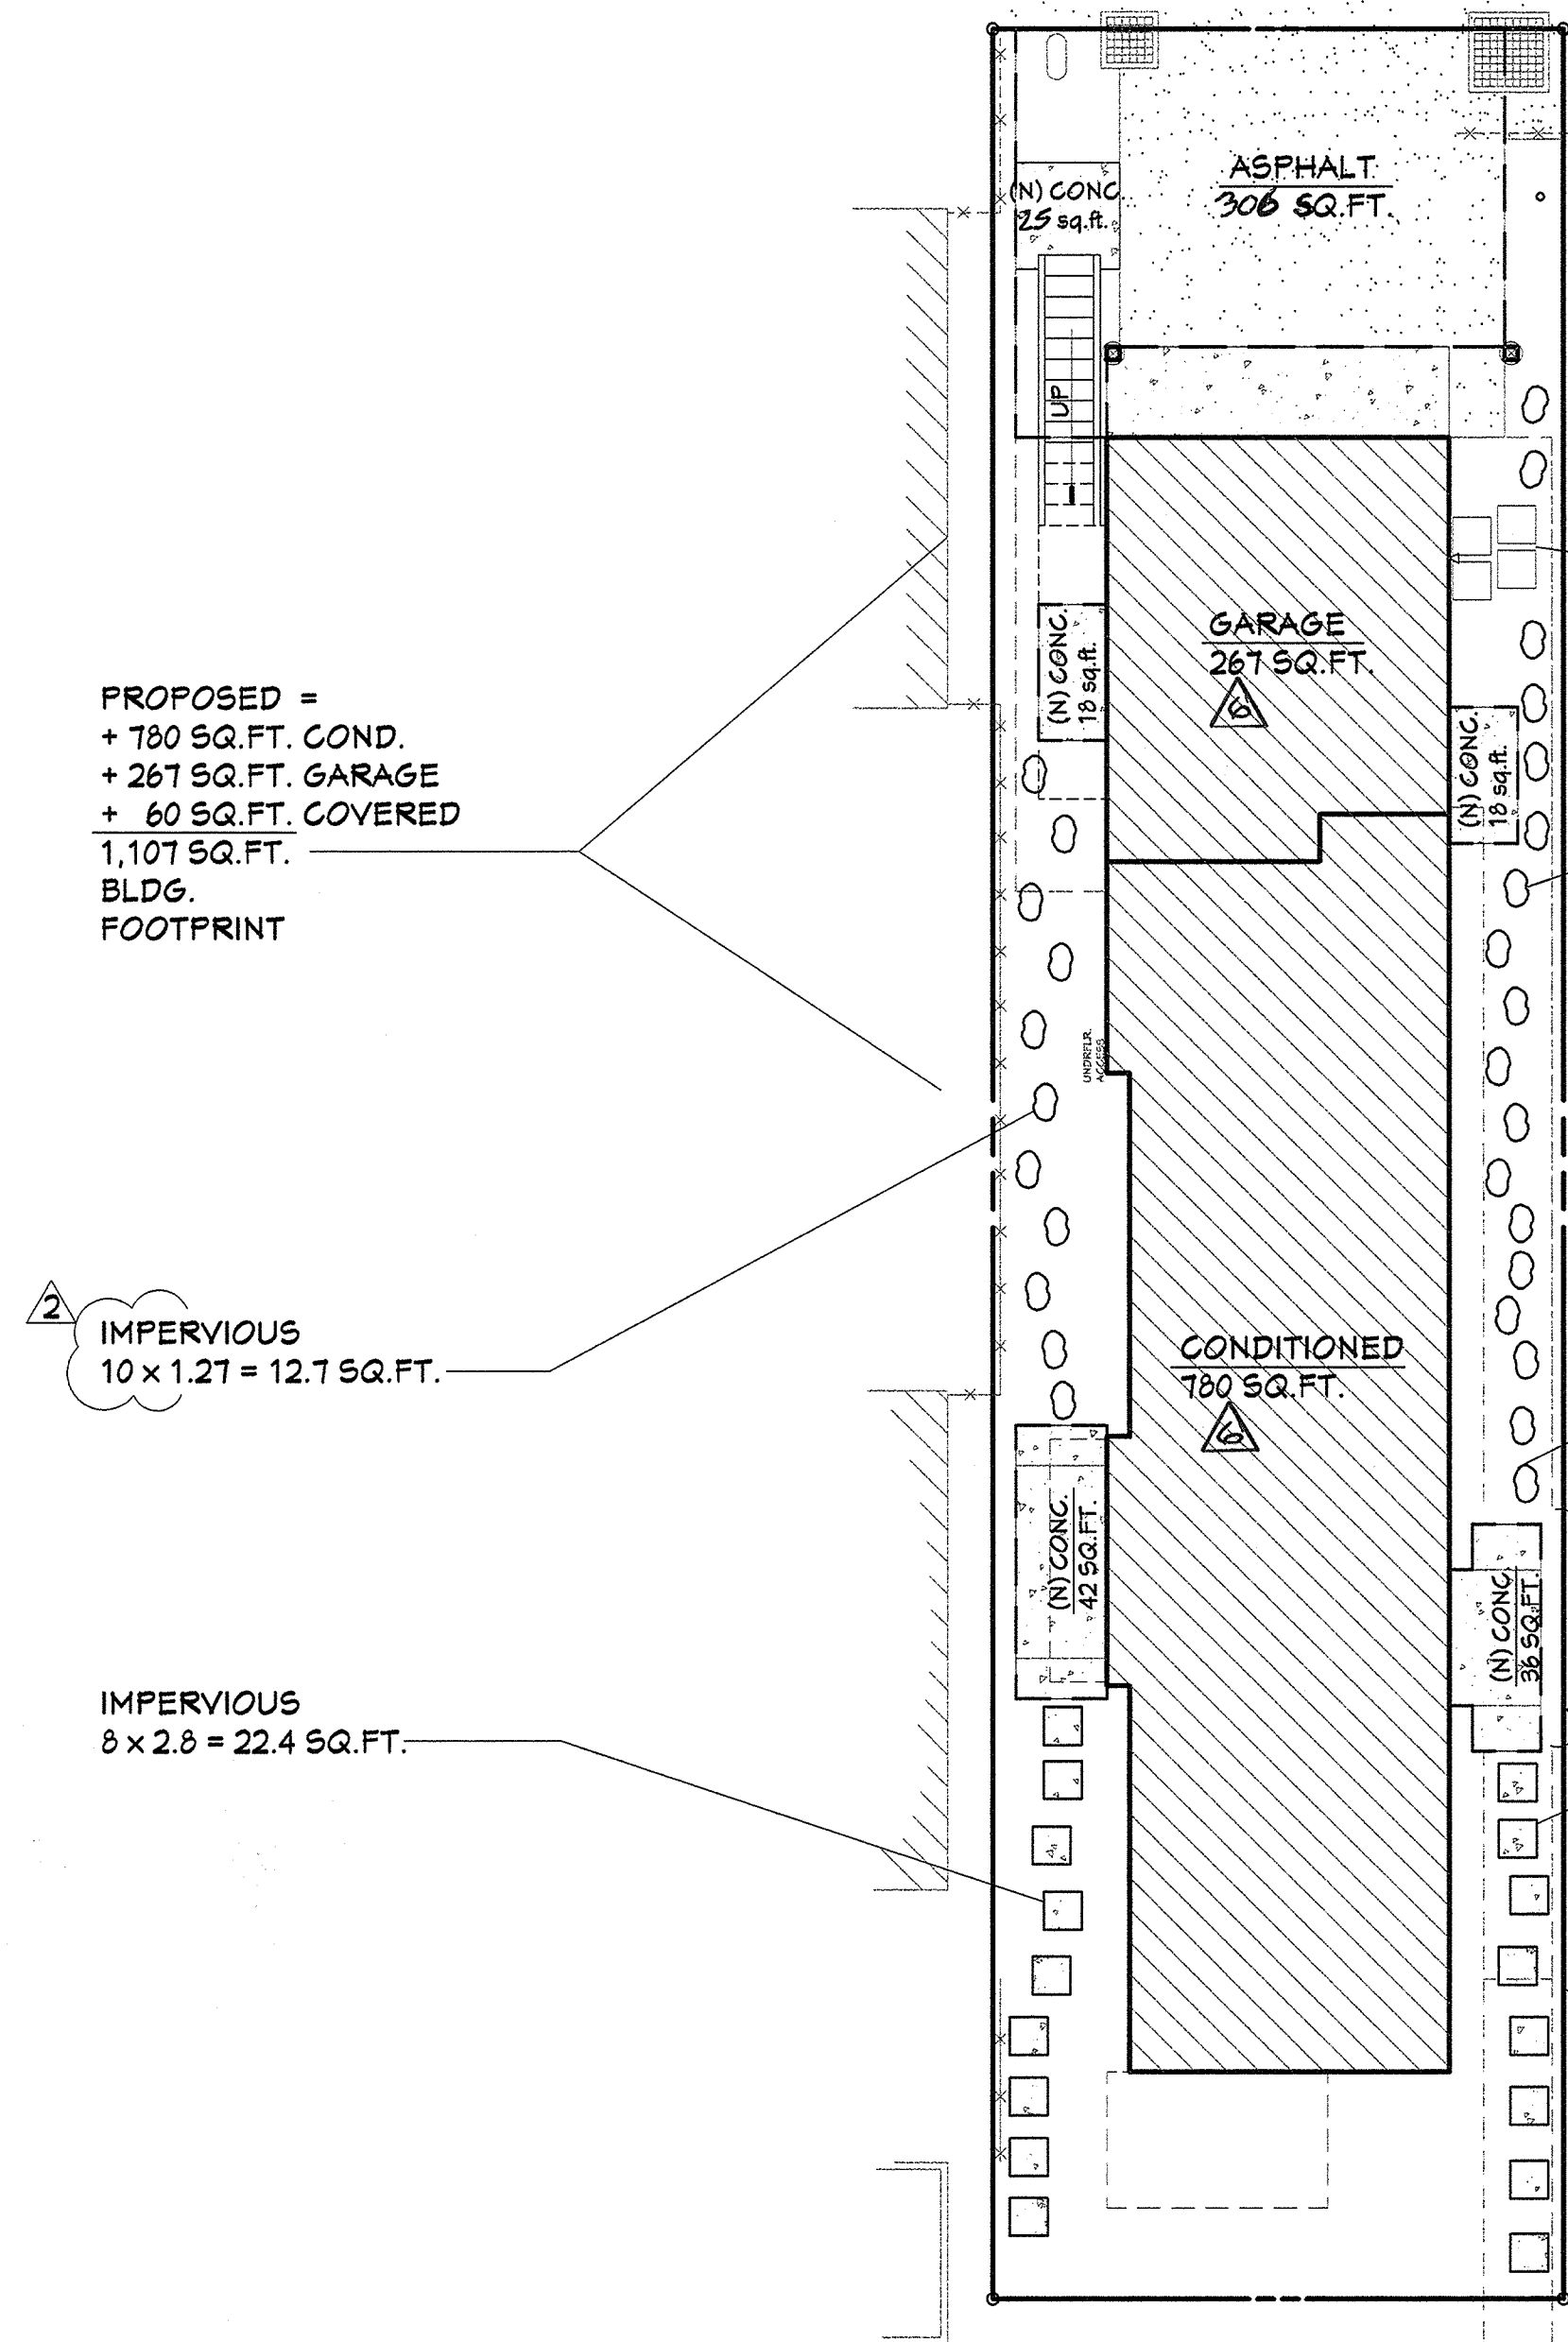 ASPHALT
306 SQ.FT.
(N) CONC.
25 sq.ft.
UP
GARAGE
267 SQ.FT.
6
(N) CONC.
18 sq.ft.
(N) CONC.
18 sq.ft.
PROPOSED =
+ 780 SQ.FT. COND.
+ 267 SQ.FT. GARAGE
+ 60 SQ.FT. COVERED
1,107 SQ.FT.
BLDG.
FOOTPRINT
UNDRFLR.
ACCESS
2
IMPERVIOUS
10 x 1.27 = 12.7 SQ.FT.
CONDITIONED
780 SQ.FT.
6
(N) CONC.
42 SQ.FT.
(N) CONC.
36 SQ.FT.
IMPERVIOUS
8 x 2.8 = 22.4 SQ.FT.